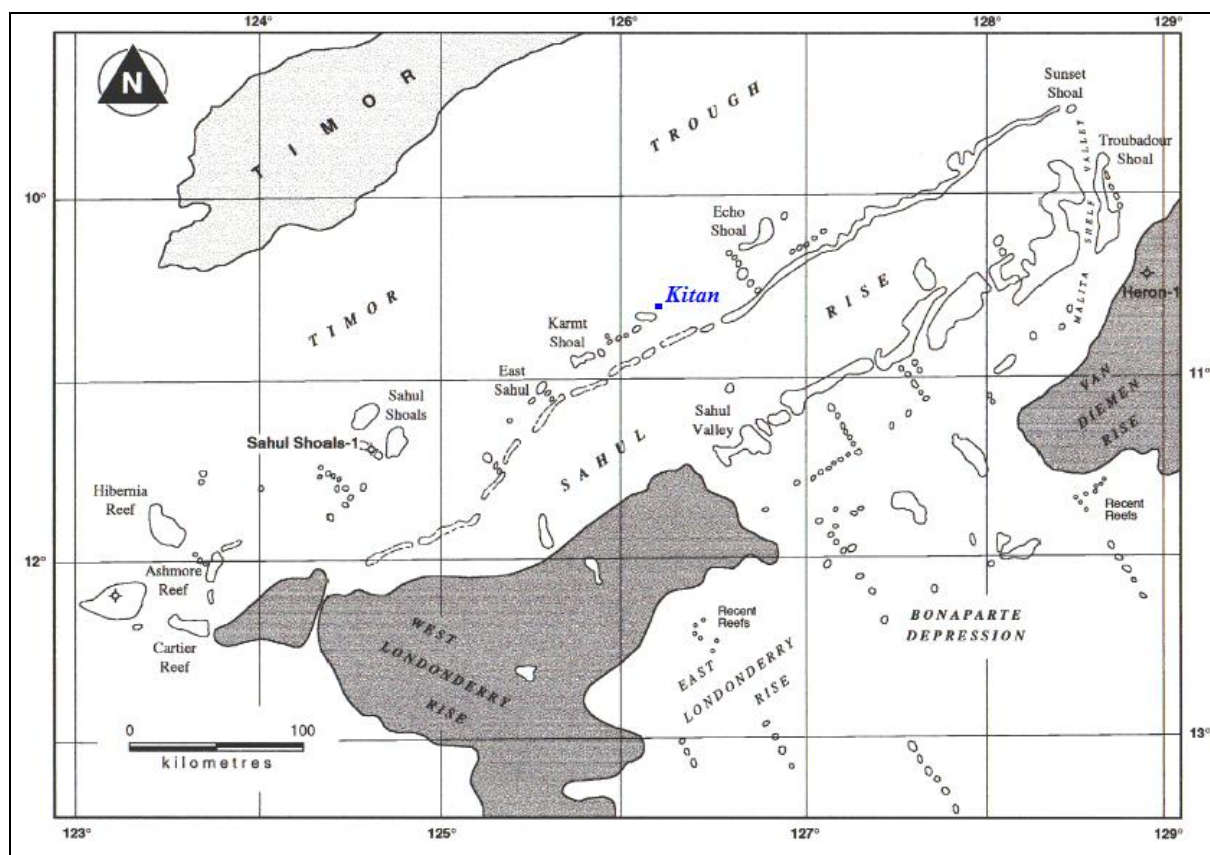 124°
126°
128°
129°
N
TIMOR
TROUGH
Sunset
Shoal
VALLEY
Troubadour
Shoal
10°
Echo
Shoal
SHELF
Kitan
RISE
MALITA
Heron-1
TIMOR
Karmt
Shoal
East
Sahul
11°
VAN
DIEMEN
RISE
Sahul
Shoals
Sahul Shoals-1
Sahul
Valley
SAHUL
Hibernia
Reef
Recent
Reefs
12°
Ashmore
Reef
Cartier
Reef
WEST
LONDONDERRY
RISE
Recent
Reefs
EAST
LONDONDERRY
RISE
BONAPARTE
DEPRESSION
0
100
kilometres
13°
123°
125°
127°
129°